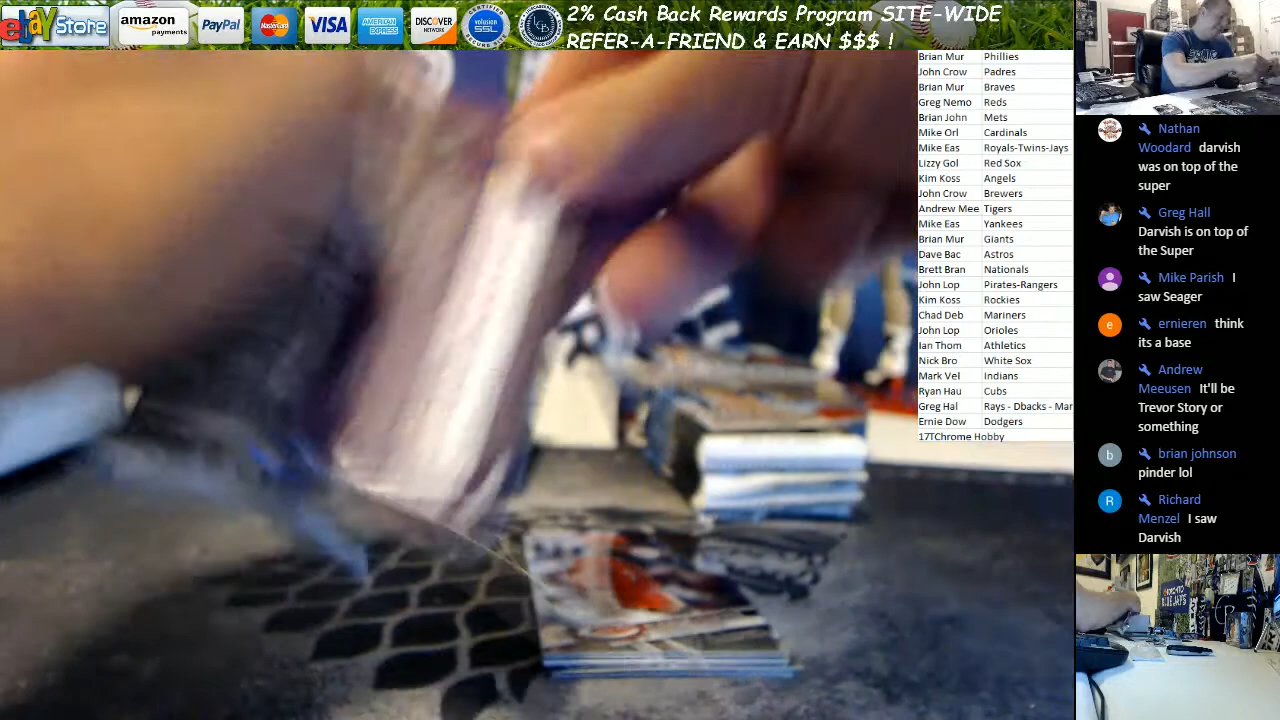 ebay Store
amazon payments
PayPal
MasterCard
VISA
AMERICAN EXPRESS
DISCOVER NETWORK
volusion SSL
2% Cash Back Rewards Program SITE-WIDE
REFER-A-FRIEND & EARN $$$ !
Brian Mur Phillies
John Crow Padres
Brian Mur Braves
Greg Nemo Reds
Brian John Mets
Mike Orl Cardinals
Mike Eas Royals-Twins-Jays
Lizzy Gol Red Sox
Kim Koss Angels
John Crow Brewers
Andrew Mee Tigers
Mike Eas Yankees
Brian Mur Giants
Dave Bac Astros
Brett Bran Nationals
John Lop Pirates-Rangers
Kim Koss Rockies
Chad Deb Mariners
John Lop Orioles
Ian Thom Athletics
Nick Bro White Sox
Mark Vel Indians
Ryan Hau Cubs
Greg Hal Rays - Dbacks - Mar
Ernie Dow Dodgers
17TChrome Hobby
Nathan
Woodard darvish
was on top of the
super
Greg Hall
Darvish is on top of
the Super
Mike Parish I
saw Seager
e
ernieren think
its a base
Andrew
Meeusen It'll be
Trevor Story or
something
b
brian johnson
pinder lol
R
Richard
Menzel I saw
Darvish